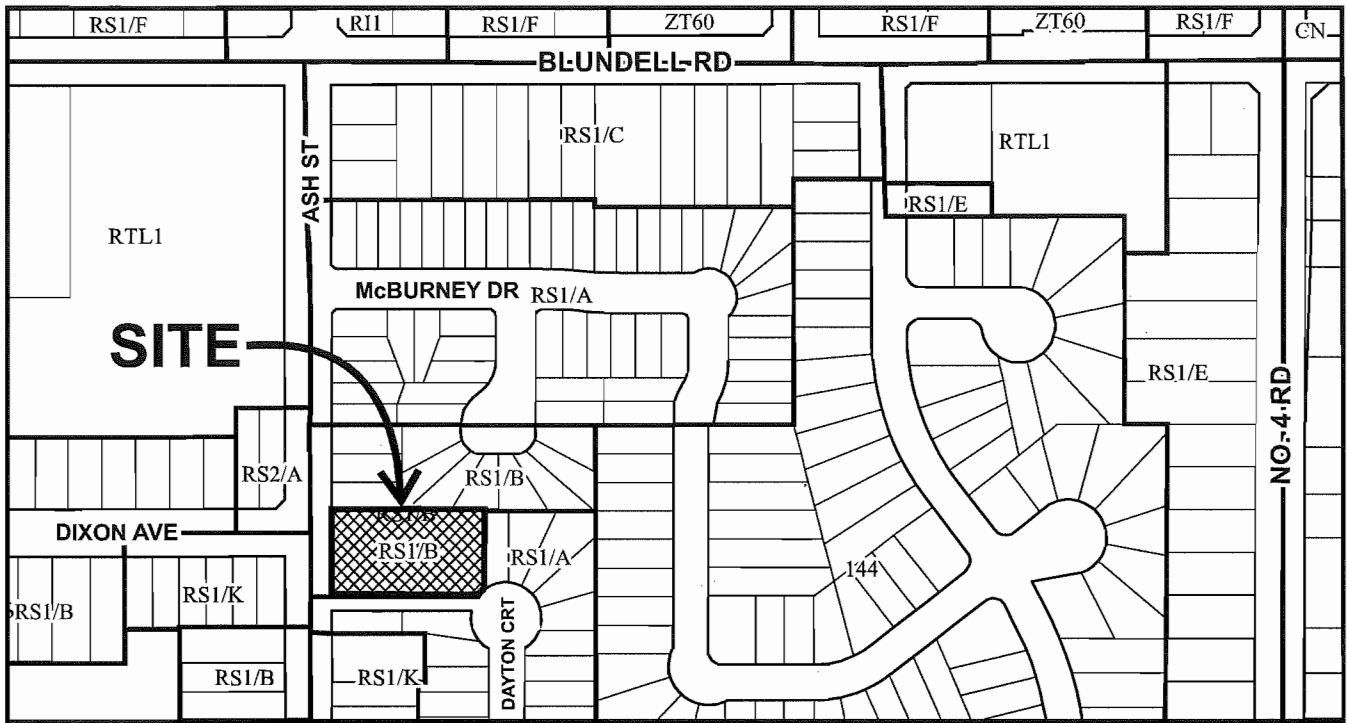 RS1/F
RI1
RS1/F
ZT60
RS1/F
ZT60
RS1/F
CN
BLUNDELL RD
ASH ST
RS1/C
RTL1
RS1/E
RTL1
McBURNEY DR
RS1/A
SITE
RS1/E
NO. 4 RD
RS2/A
RS1/B
DIXON AVE
RS1/B
RS1/A
144
RS1/K
RS1/B
RS1/B
RS1/K
DAYTON CRT